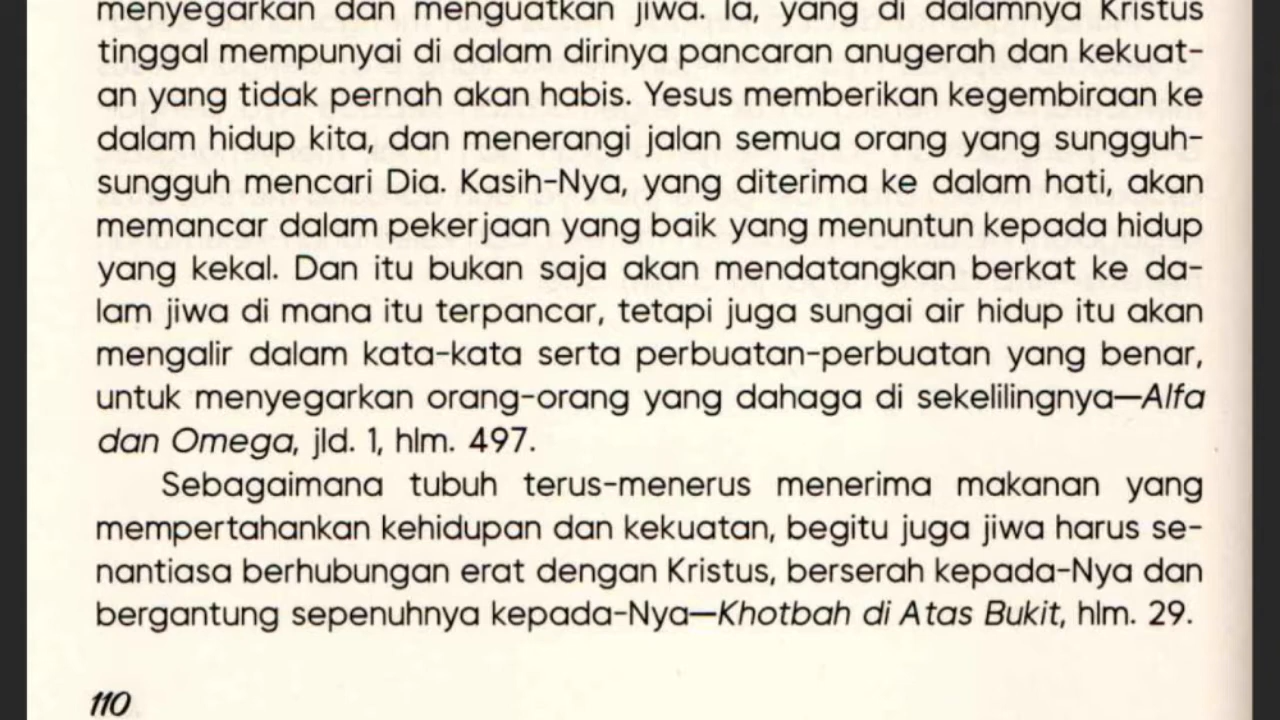 menyegarkan dan menguatkan jiwa. Ia, yang di dalamnya Kristus
tinggal mempunyai di dalam dirinya pancaran anugerah dan kekuat-
an yang tidak pernah akan habis. Yesus memberikan kegembiraan ke
dalam hidup kita, dan menerangi jalan semua orang yang sungguh-
sungguh mencari Dia. Kasih-Nya, yang diterima ke dalam hati, akan
memancar dalam pekerjaan yang baik yang menuntun kepada hidup
yang kekal. Dan itu bukan saja akan mendatangkan berkat ke da-
lam jiwa di mana itu terpancar, tetapi juga sungai air hidup itu akan
mengalir dalam kata-kata serta perbuatan-perbuatan yang benar,
untuk menyegarkan orang-orang yang dahaga di sekelilingnya—Alfa
dan Omega, jld. 1, hlm. 497.
Sebagaimana tubuh terus-menerus menerima makanan yang
mempertahankan kehidupan dan kekuatan, begitu juga jiwa harus se-
nantiasa berhubungan erat dengan Kristus, berserah kepada-Nya dan
bergantung sepenuhnya kepada-Nya—Khotbah di Atas Bukit, hlm. 29.
110